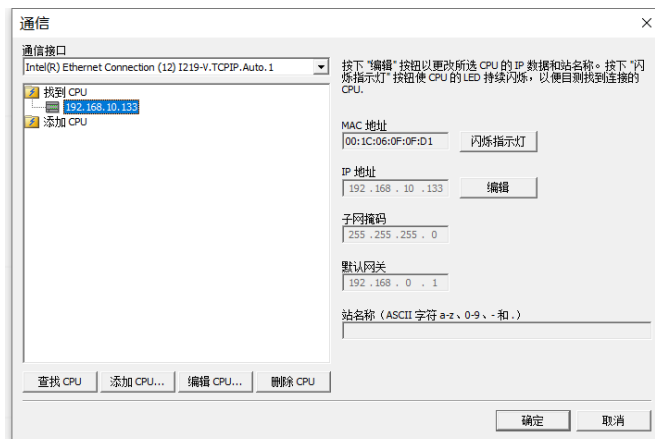 通信
通信接口
Intel(R) Ethernet Connection (12) I219-V.TCPIP.Auto.1
找到 CPU
192.168.10.133
添加 CPU
按下 "编辑" 按钮以更改所选 CPU 的 IP 数据和站名称。按下 "闪
烁指示灯" 按钮使 CPU 的 LED 持续闪烁，以便目测找到连接的
CPU.
MAC 地址
00:1C:06:0F:0F:D1
闪烁指示灯
IP 地址
192 .168 . 10 .133
编辑
子网掩码
255 .255 .255 . 0
默认网关
192 .168 . 0 . 1
站名称（ASCII 字符 a-z、0-9、- 和 .）
查找 CPU
添加 CPU...
编辑 CPU...
删除 CPU
确定
取消